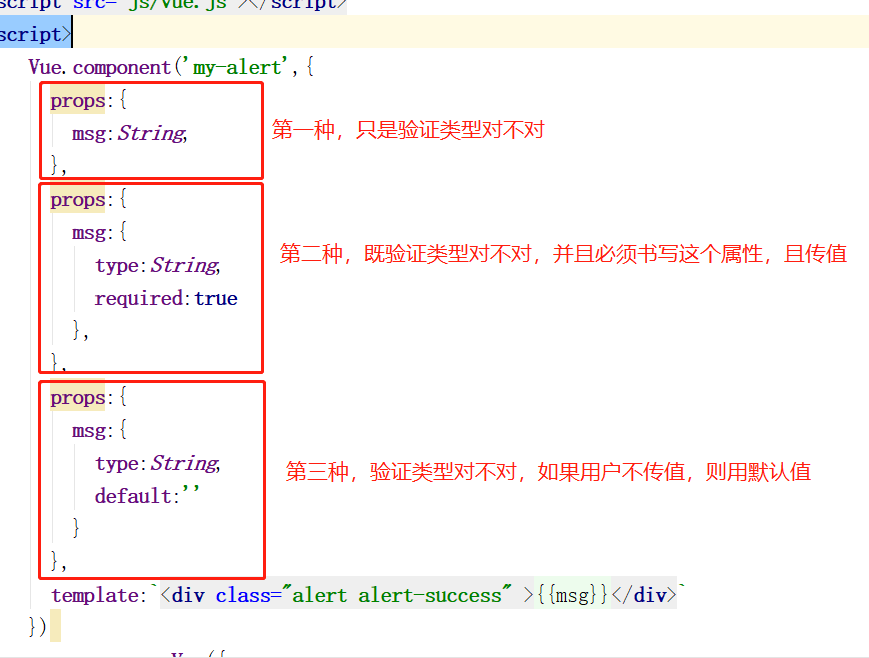 script src="js/vue.js"></script>
script>
Vue.component('my-alert',{
props:{
msg:String,
第一种，只是验证类型对不对
},
props:{
msg:{
type:String,
第二种，既验证类型对不对，并且必须书写这个属性，且传值
required:true
},
},
props:{
msg:{
type:String,
第三种，验证类型对不对，如果用户不传值，则用默认值
default:''
}
},
template:`<div class="alert alert-success" >{{msg}}</div>`
})